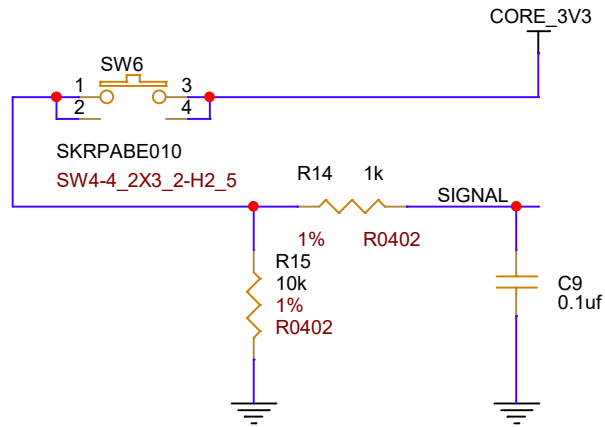 CORE_3V3
SW6
1
3
2
4
SKRPABE010
SW4-4_2X3_2-H2_5
R14 1k
SIGNAL
1% R0402
R15
10k
1%
R0402
C9
0.1uf